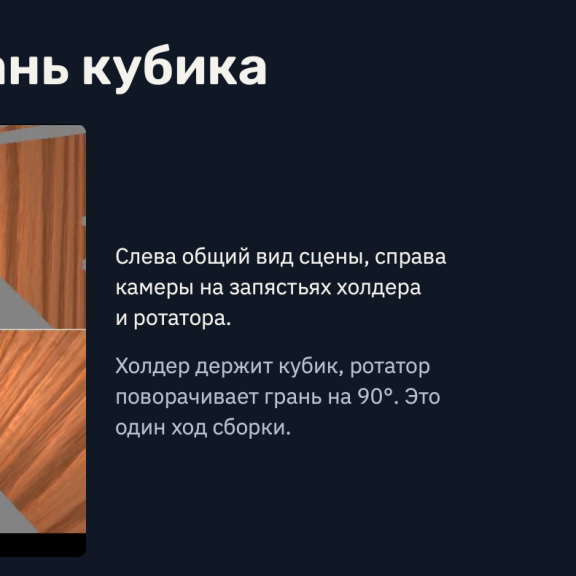 кубика
Слева общий вид сцены, справа
камеры на запястьях холдера
и ротатора.
Холдер держит кубик, ротатор
поворачивает грань на 90°. Это
один ход сборки.